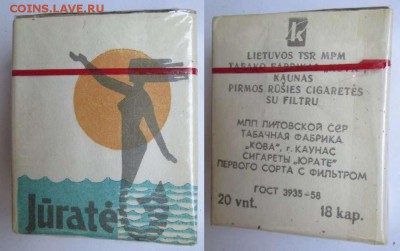 COINS.LAVE.RU
Jūratė
LIETUVOS TSR MPM
KAUNAS
PIRMOS RŪŠIES CIGARETĖS
SU FILTRU
МПП ЛИТОВСКОЙ ССР
ТАБАЧНАЯ ФАБРИКА
„КОВА", г. КАУНАС
СИГАРЕТЫ „ЮРАТЕ"
ПЕРВОГО СОРТА С ФИЛЬТРОМ
ГОСТ 3935-58
20 vnt. 18 kap.